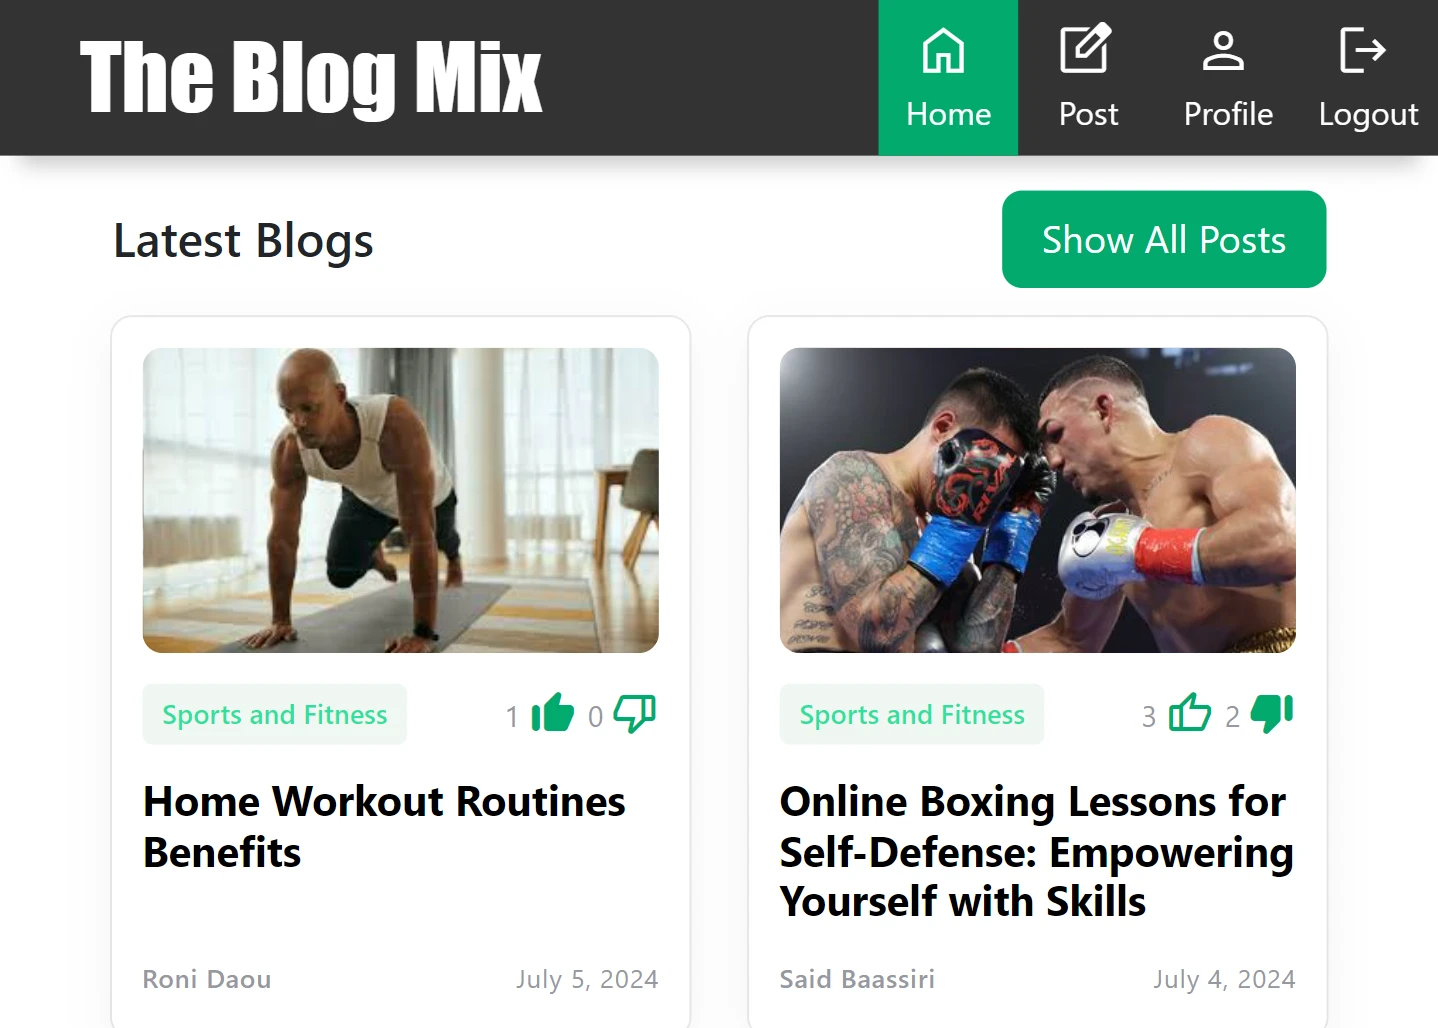 The Blog Mix
Home
Post
Profile
Logout
Latest Blogs
Show All Posts
Sports and Fitness
1
0
Home Workout Routines
Benefits
Roni Daou
July 5, 2024
Sports and Fitness
3
2
Online Boxing Lessons for
Self-Defense: Empowering
Yourself with Skills
Said Baassiri
July 4, 2024